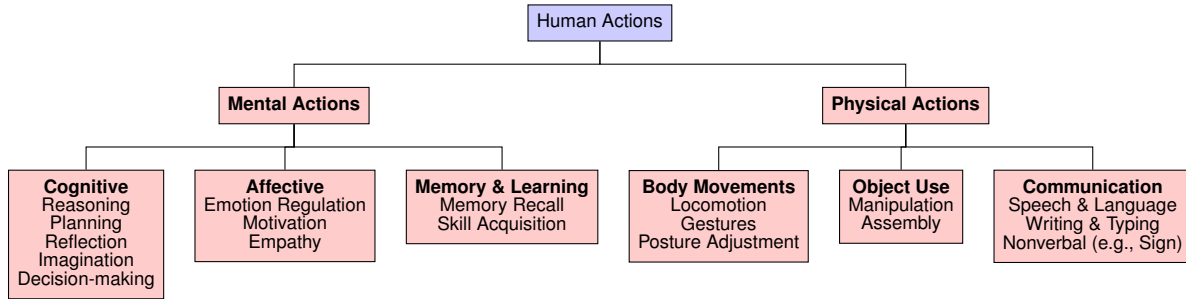 Human Actions
Mental Actions
Physical Actions
Cognitive
Reasoning
Planning
Reflection
Imagination
Decision-making
Affective
Emotion Regulation
Motivation
Empathy
Memory & Learning
Memory Recall
Skill Acquisition
Body Movements
Locomotion
Gestures
Posture Adjustment
Object Use
Manipulation
Assembly
Communication
Speech & Language
Writing & Typing
Nonverbal (e.g., Sign)